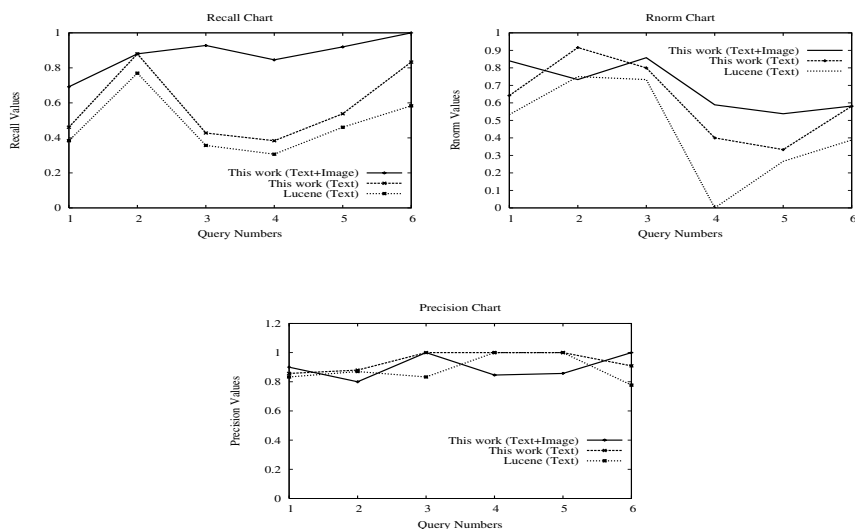 Recall Chart
1
0.8
0.6
0.4
0.2
0
Recall Values
This work (Text+Image)
This work (Text)
Lucene (Text)
1 2 3 4 5 6
Query Numbers
Rnorm Chart
1
0.9
0.8
0.7
0.6
0.5
0.4
0.3
0.2
0.1
0
Rnorm Values
This work (Text+Image)
This work (Text)
Lucene (Text)
1 2 3 4 5 6
Query Numbers
Precision Chart
1.2
1
0.8
0.6
0.4
0.2
0
Precision Values
This work (Text+Image)
This work (Text)
Lucene (Text)
1 2 3 4 5 6
Query Numbers